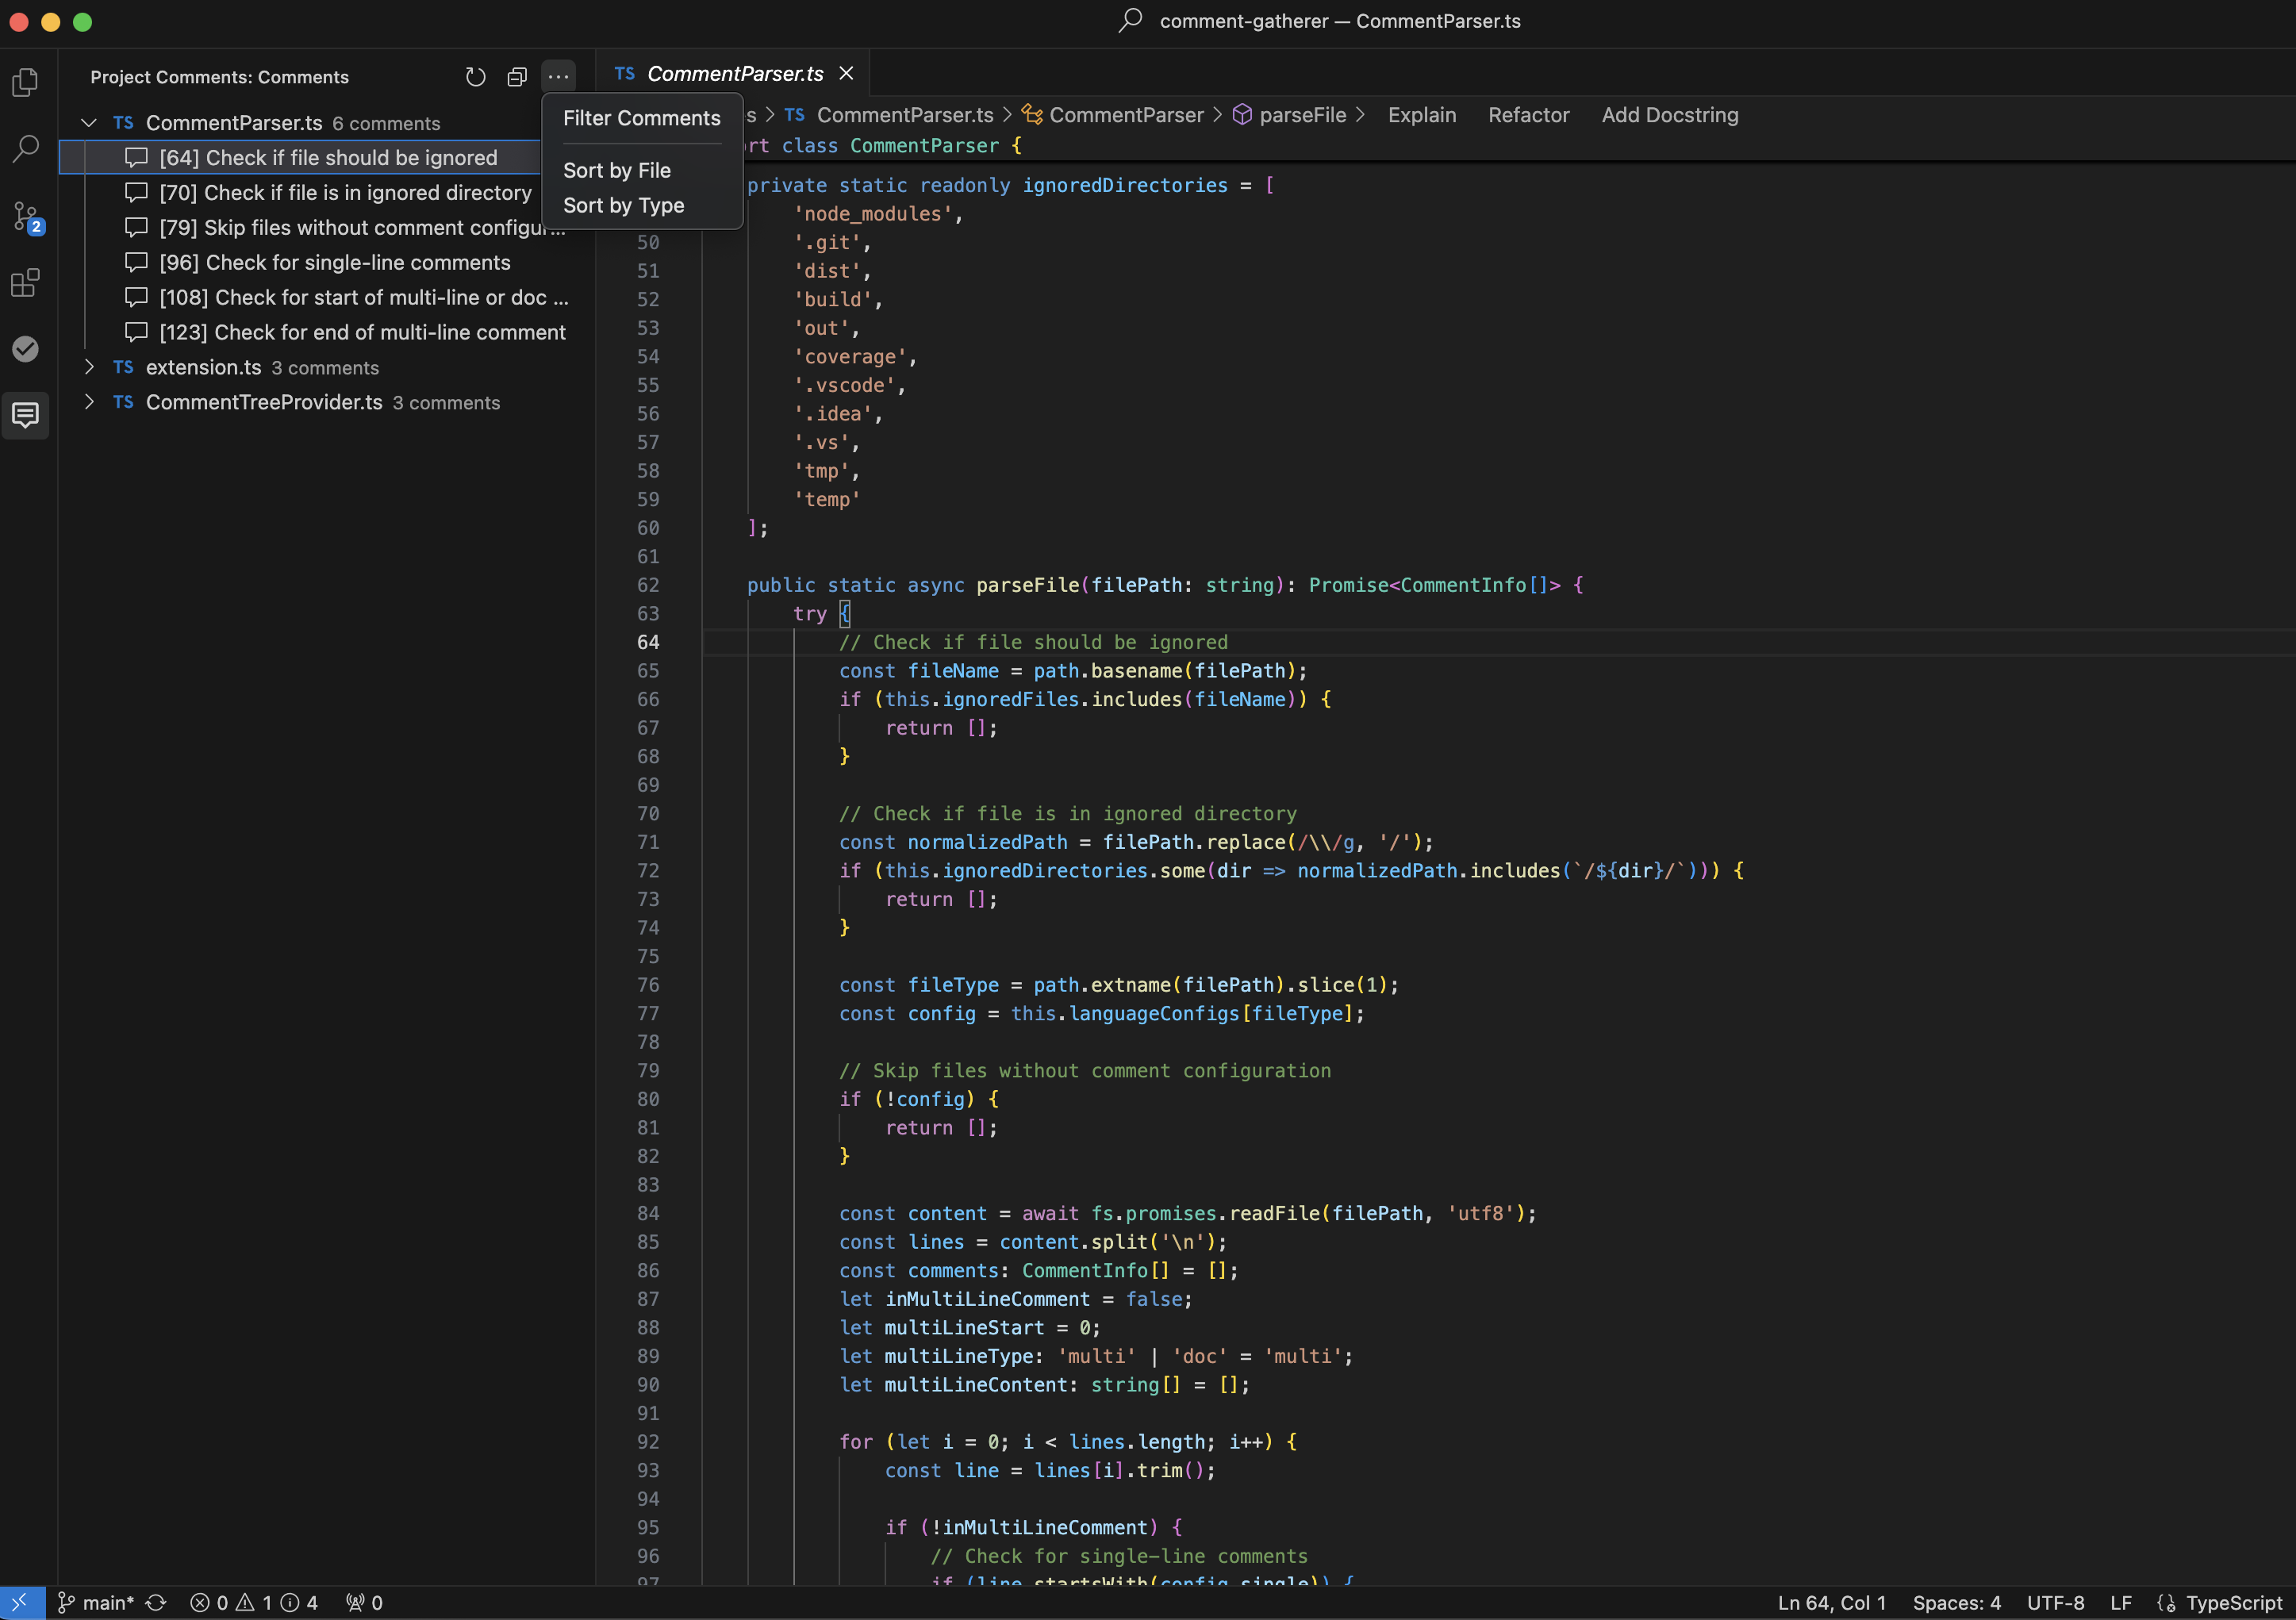 comment-gatherer — CommentParser.ts
Project Comments: Comments
TS CommentParser.ts
TS CommentParser.ts 6 comments
[64] Check if file should be ignored
[70] Check if file is in ignored directory
[79] Skip files without comment configur...
[96] Check for single-line comments
[108] Check for start of multi-line or doc ...
[123] Check for end of multi-line comment
TS extension.ts 3 comments
TS CommentTreeProvider.ts 3 comments
2
Filter Comments
Sort by File
Sort by Type
s > TS CommentParser.ts > CommentParser > parseFile > Explain Refactor Add Docstring
rt class CommentParser {
private static readonly ignoredDirectories = [
'node_modules',
50 '.git',
51 'dist',
52 'build',
53 'out',
54 'coverage',
55 '.vscode',
56 '.idea',
57 '.vs',
58 'tmp',
59 'temp'
60 ];
61
62 public static async parseFile(filePath: string): Promise<CommentInfo[]> {
63 try {
64 // Check if file should be ignored
65 const fileName = path.basename(filePath);
66 if (this.ignoredFiles.includes(fileName)) {
67 return [];
68 }
69
70 // Check if file is in ignored directory
71 const normalizedPath = filePath.replace(/\\/g, '/');
72 if (this.ignoredDirectories.some(dir => normalizedPath.includes(`/${dir}/`))) {
73 return [];
74 }
75
76 const fileType = path.extname(filePath).slice(1);
77 const config = this.languageConfigs[fileType];
78
79 // Skip files without comment configuration
80 if (!config) {
81 return [];
82 }
83
84 const content = await fs.promises.readFile(filePath, 'utf8');
85 const lines = content.split('\n');
86 const comments: CommentInfo[] = [];
87 let inMultiLineComment = false;
88 let multiLineStart = 0;
89 let multiLineType: 'multi' | 'doc' = 'multi';
90 let multiLineContent: string[] = [];
91
92 for (let i = 0; i < lines.length; i++) {
93 const line = lines[i].trim();
94
95 if (!inMultiLineComment) {
96 // Check for single-line comments
97 if (line.startsWith(config.single)) {
main* 0 1 4 0
Ln 64, Col 1 Spaces: 4 UTF-8 LF TypeScript